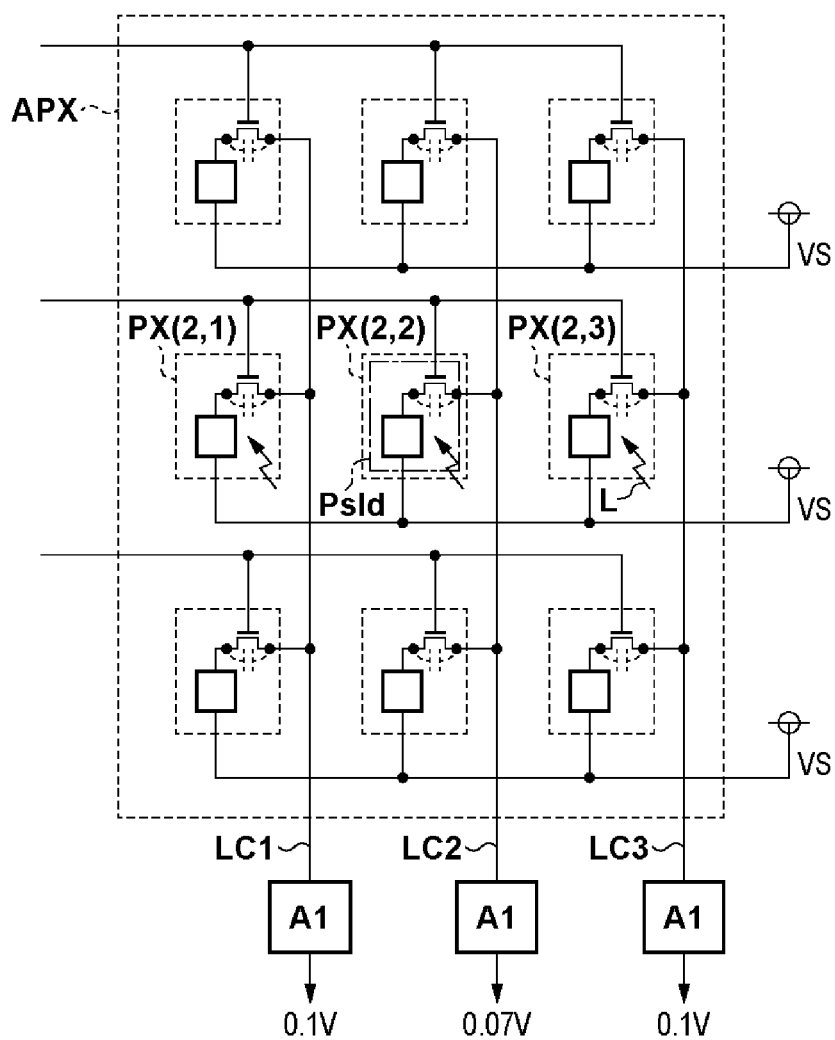 APX
VS
PX(2,1) PX(2,2) PX(2,3)
Psld L
VS
VS
LC1 LC2 LC3
A1 A1 A1
0.1V 0.07V 0.1V